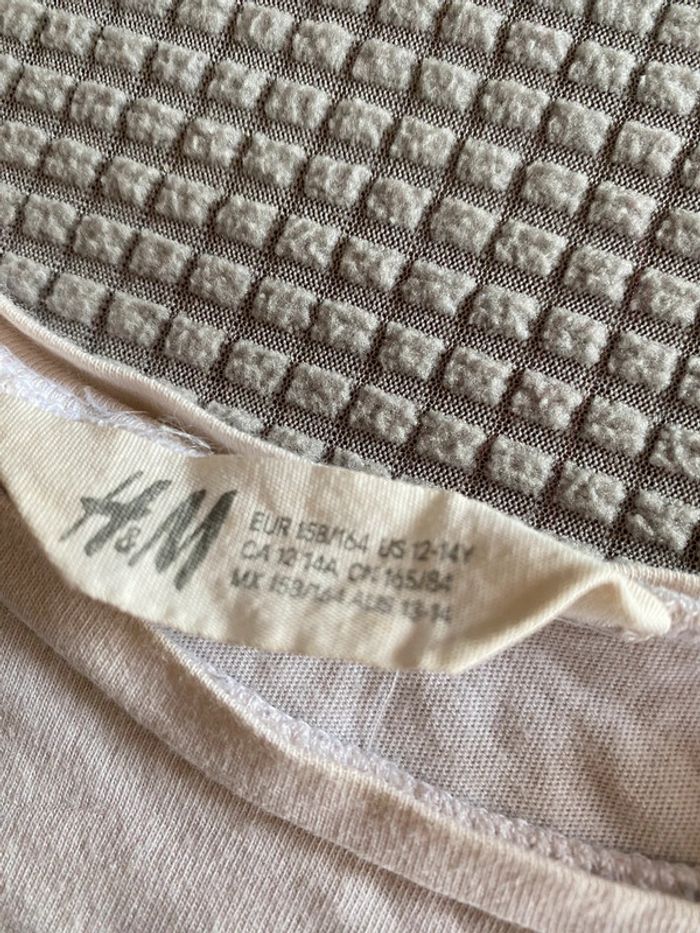 H&M
EUR 158/164 US 12-14Y
CA 12-14A CN 165/84
MX 158/164 AUS 13-14